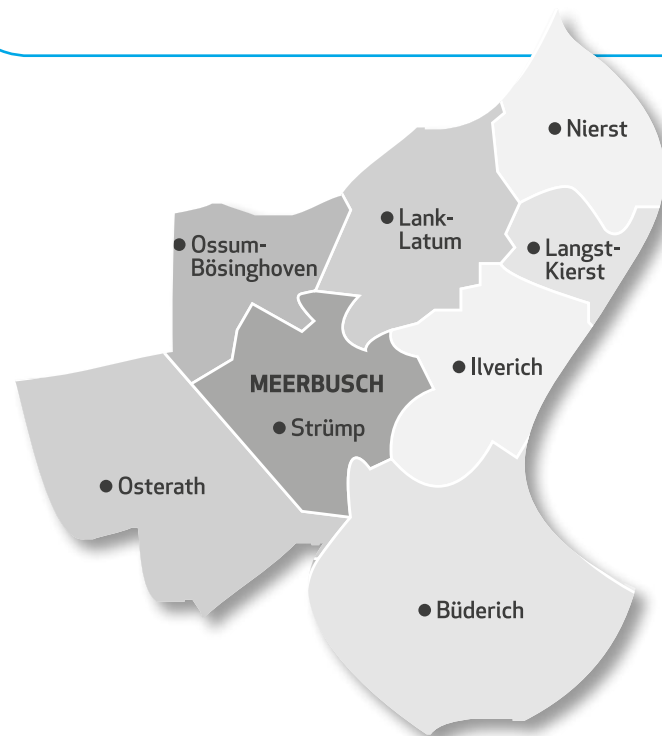 Nierst
Lank-
Latum
Langst-
Kierst
Ossum-
Bösinghoven
Ilverich
MEERBUSCH
Strümp
Osterath
Büderich